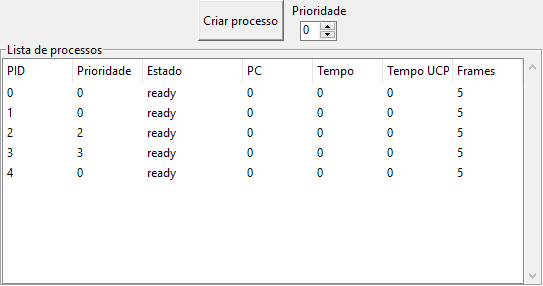 Criar processo
Prioridade
0
Lista de processos
PID Prioridade Estado PC Tempo Tempo UCP Frames
0 0 ready 0 0 0 5
1 0 ready 0 0 0 5
2 2 ready 0 0 0 5
3 3 ready 0 0 0 5
4 0 ready 0 0 0 5